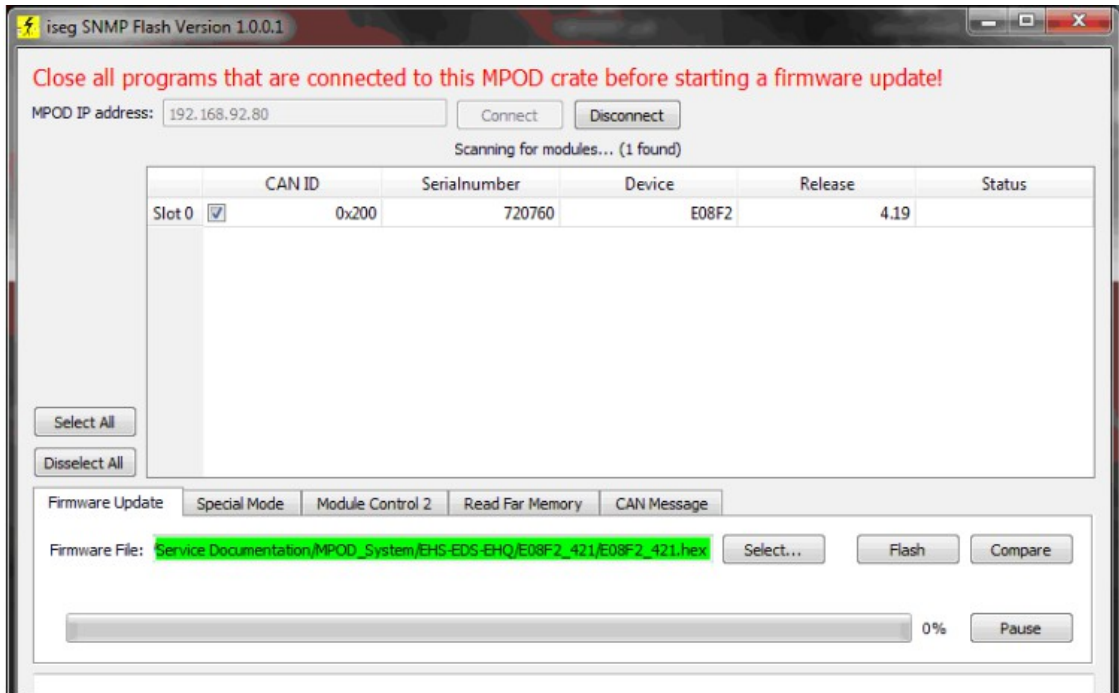 iseg SNMP Flash Version 1.0.0.1
Close all programs that are connected to this MPOD crate before starting a firmware update!
MPOD IP address: 192.168.92.80 Connect Disconnect
Scanning for modules... (1 found)
CAN ID Serialnumber Device Release Status
Slot 0 0x200 720760 E08F2 4.19
Select All
Disselect All
Firmware Update Special Mode Module Control 2 Read Far Memory CAN Message
Firmware File: Service Documentation/MPOD_System/EHS-EDS-EHQ/E08F2_421/E08F2_421.hex Select... Flash Compare
0% Pause